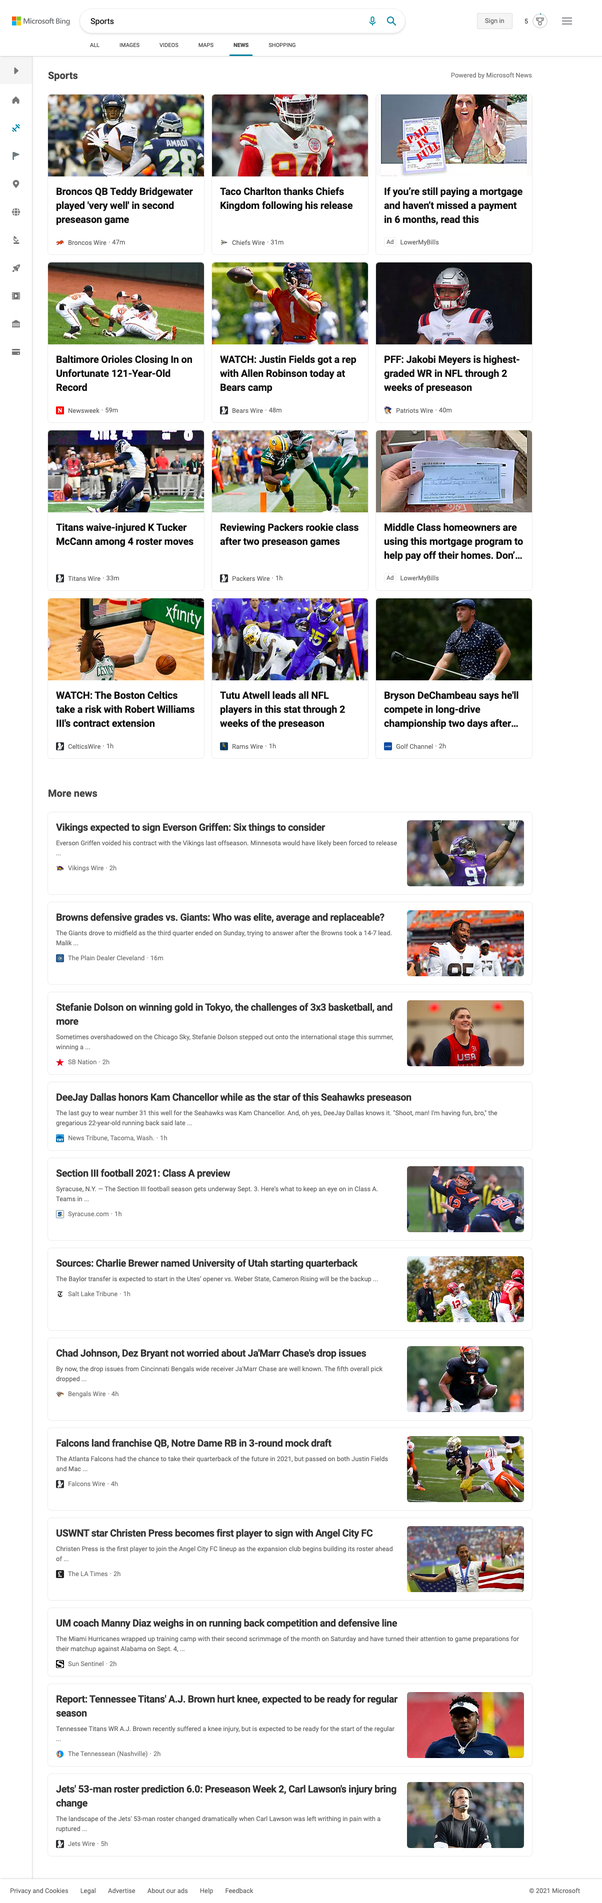 Microsoft Bing
Sports
Sign in
5
ALL
IMAGES
VIDEOS
MAPS
NEWS
SHOPPING
Sports
Powered by Microsoft News
AMADI
28
94
PAID IN FULL
Broncos QB Teddy Bridgewater
played 'very well' in second
preseason game
Broncos Wire · 47m
Taco Charlton thanks Chiefs
Kingdom following his release
Chiefs Wire · 31m
If you're still paying a mortgage
and haven't missed a payment
in 6 months, read this
Ad LowerMyBills
1
Baltimore Orioles Closing In on
Unfortunate 121-Year-Old
Record
Newsweek · 59m
WATCH: Justin Fields got a rep
with Allen Robinson today at
Bears camp
Bears Wire · 48m
PFF: Jakobi Meyers is highest-
graded WR in NFL through 2
weeks of preseason
Patriots Wire · 40m
Titans waive-injured K Tucker
McCann among 4 roster moves
Titans Wire · 33m
Reviewing Packers rookie class
after two preseason games
Packers Wire · 1h
Middle Class homeowners are
using this mortgage program to
help pay off their homes. Don'...
Ad LowerMyBills
xfinity
15
WATCH: The Boston Celtics
take a risk with Robert Williams
III's contract extension
CelticsWire · 1h
Tutu Atwell leads all NFL
players in this stat through 2
weeks of the preseason
Rams Wire · 1h
Bryson DeChambeau says he'll
compete in long-drive
championship two days after...
Golf Channel · 2h
More news
Vikings expected to sign Everson Griffen: Six things to consider
Everson Griffen voided his contract with the Vikings last offseason. Minnesota would have likely been forced to release
...
Vikings Wire · 2h
97
Browns defensive grades vs. Giants: Who was elite, average and replaceable?
The Giants drove to midfield as the third quarter ended on Sunday, trying to answer after the Browns took a 14-7 lead.
Malik ...
The Plain Dealer Cleveland · 16m
95
Stefanie Dolson on winning gold in Tokyo, the challenges of 3x3 basketball, and
more
Sometimes overshadowed on the Chicago Sky, Stefanie Dolson stepped out onto the international stage this summer,
winning a ...
SB Nation · 2h
USA
DeeJay Dallas honors Kam Chancellor while as the star of this Seahawks preseason
The last guy to wear number 31 this well for the Seahawks was Kam Chancellor. And, oh yes, DeeJay Dallas knows it. "Shoot, man! I'm having fun, bro," the
gregarious 22-year-old running back said late ...
News Tribune, Tacoma, Wash. · 1h
Section III football 2021: Class A preview
Syracuse, N.Y. — The Section III football season gets underway Sept. 3. Here's what to keep an eye on in Class A.
Teams in ...
Syracuse.com · 1h
12
60
Sources: Charlie Brewer named University of Utah starting quarterback
The Baylor transfer is expected to start in the Utes' opener vs. Weber State, Cameron Rising will be the backup ...
Salt Lake Tribune · 1h
12
Chad Johnson, Dez Bryant not worried about Ja'Marr Chase's drop issues
By now, the drop issues from Cincinnati Bengals wide receiver Ja'Marr Chase are well known. The fifth overall pick
dropped ...
Bengals Wire · 4h
1
Falcons land franchise QB, Notre Dame RB in 3-round mock draft
The Atlanta Falcons had the chance to take their quarterback of the future in 2021, but passed on both Justin Fields
and Mac ...
Falcons Wire · 4h
1
USWNT star Christen Press becomes first player to sign with Angel City FC
Christen Press is the first player to join the Angel City FC lineup as the expansion club begins building its roster ahead
of ...
The LA Times · 2h
UM coach Manny Diaz weighs in on running back competition and defensive line
The Miami Hurricanes wrapped up training camp with their second scrimmage of the month on Saturday and have turned their attention to game preparations for
their matchup against Alabama on Sept. 4, ...
Sun Sentinel · 2h
Report: Tennessee Titans' A.J. Brown hurt knee, expected to be ready for regular
season
Tennessee Titans WR A.J. Brown recently suffered a knee injury, but is expected to be ready for the start of the regular
...
The Tennessean (Nashville) · 2h
Jets' 53-man roster prediction 6.0: Preseason Week 2, Carl Lawson's injury bring
change
The landscape of the Jets' 53-man roster changed dramatically when Carl Lawson was left writhing in pain with a
ruptured ...
Jets Wire · 5h
Privacy and Cookies
Legal
Advertise
About our ads
Help
Feedback
© 2021 Microsoft